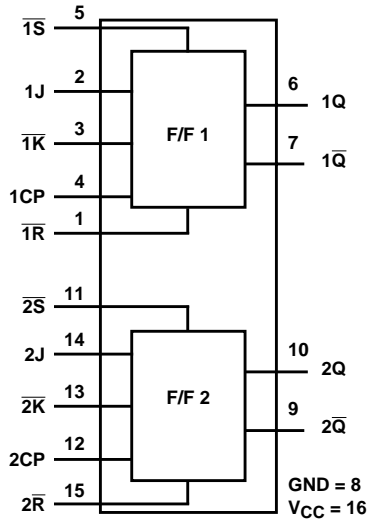 1S̅ 5
1J 2
1K̅ 3
1CP 4
1R̅ 1
F/F 1
6 1Q
7 1Q̅
2S̅ 11
2J 14
2K̅ 13
2CP 12
2R̅ 15
F/F 2
10 2Q
9 2Q̅
GND = 8
VCC = 16